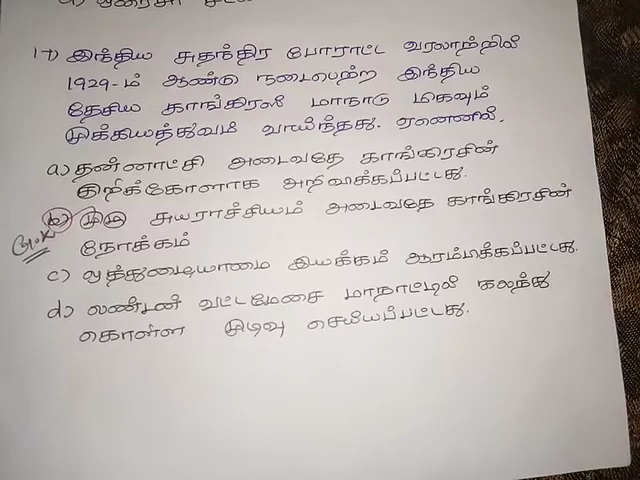 17) இந்திய சுதந்திர போராட்ட வரலாற்றில்
1929-ம் ஆண்டு நடைபெற்ற இந்திய
தேசிய காங்கிரஸ் மாநாடு மிகவும்
முக்கியத்துவம் வாய்ந்தது. ஏனெனில்.
a) தன்னாட்சி அடைவதே காங்கிரசின்
குறிக்கோளாக அறிவிக்கப்பட்டது.
b) முழு சுயராச்சியம் அடைவதே காங்கிரசின்
நோக்கம்
c) ஒத்துழையாமை இயக்கம் ஆரம்பிக்கப்பட்டது.
d) லண்டன் வட்டமேசை மாநாட்டில் கலந்து
கொள்ள முடிவு செய்யப்பட்டது.